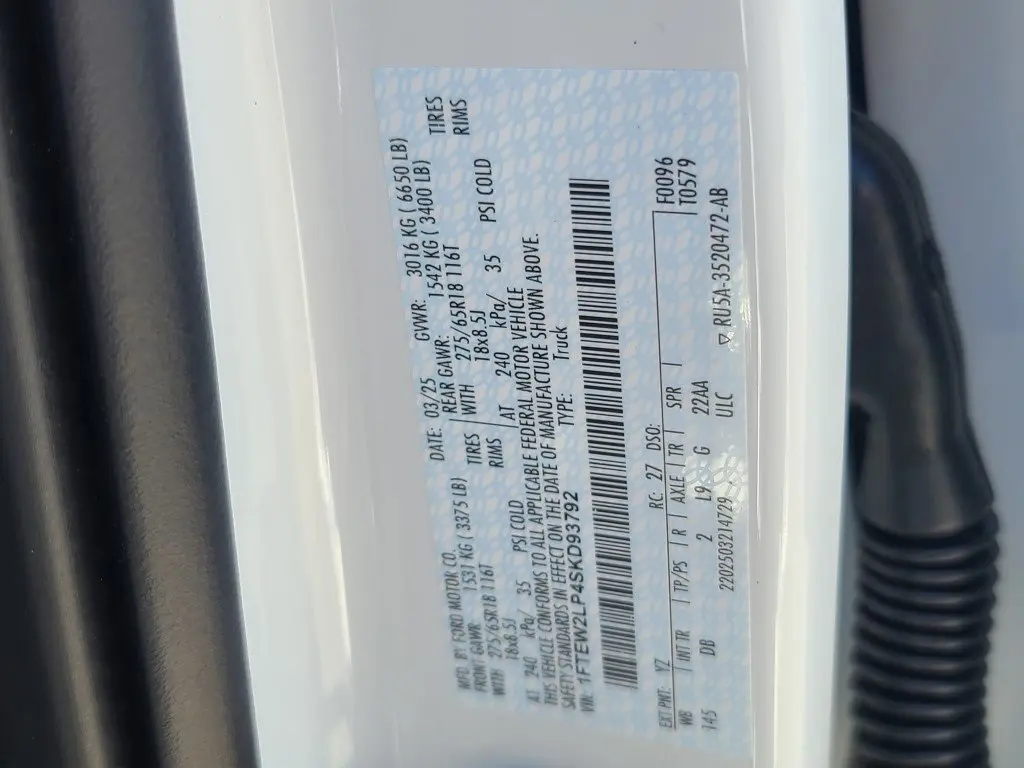 MFD. BY FORD MOTOR CO. DATE: 03/25 GVWR: 3016 KG ( 6650 LB)
FRONT GAWR: 1531 KG ( 3375 LB) REAR GAWR: 1542 KG ( 3400 LB)
WITH 275/65R18 116T TIRES WITH 275/65R18 116T TIRES
18x8.5J RIMS 18x8.5J RIMS
AT 240 kPa/ 35 PSI COLD AT 240 kPa/ 35 PSI COLD
THIS VEHICLE CONFORMS TO ALL APPLICABLE FEDERAL MOTOR VEHICLE
SAFETY STANDARDS IN EFFECT ON THE DATE OF MANUFACTURE SHOWN ABOVE.
VIN: 1FTEW2LP4SKD93792 TYPE: Truck
EXT PNT: YZ RC: 27 DSO: F0096
WB INT TR TP/PS R AXLE TR SPR T0579
145 DB 2 L9 G 22AA
2202503214729 ULC RU5A-3520472-AB